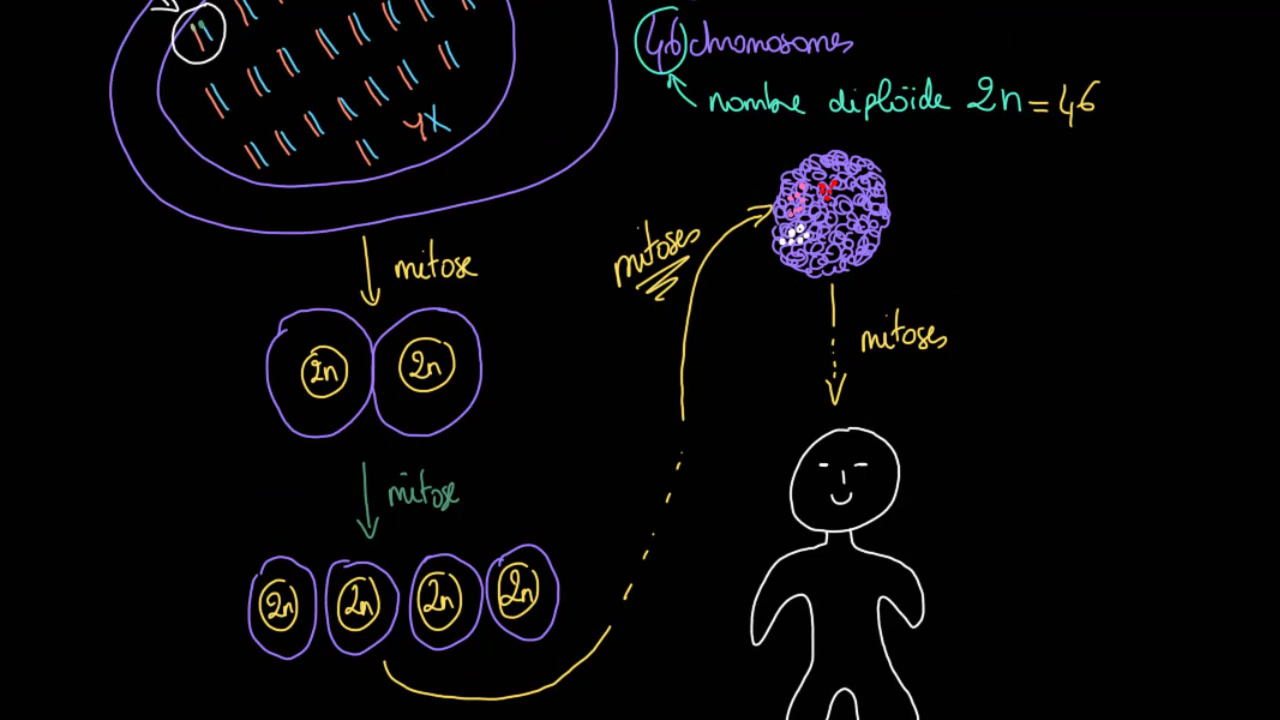 46 chromosomes
nombre diploïde 2n = 46
YX
mitose
mitoses
2n 2n
mitoses
mitose
2n 2n 2n 2n